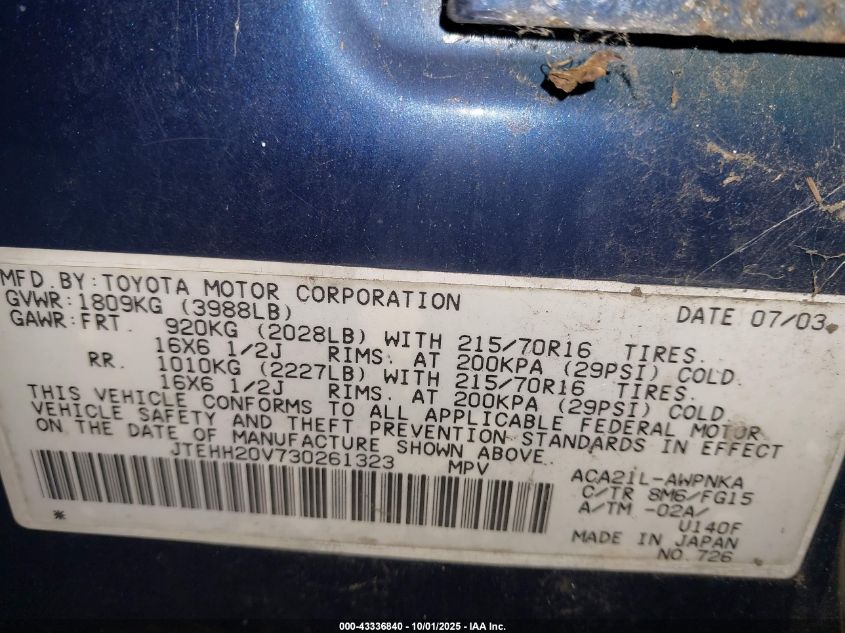 MFD.BY:TOYOTA MOTOR CORPORATION DATE 07/03
GVWR:1809KG (3988LB)
GAWR:FRT. 920KG (2028LB) WITH 215/70R16 TIRES.
16X6 1/2J RIMS. AT 200KPA (29PSI) COLD.
RR. 1010KG (2227LB) WITH 215/70R16 TIRES.
16X6 1/2J RIMS. AT 200KPA (29PSI) COLD.
THIS VEHICLE CONFORMS TO ALL APPLICABLE FEDERAL MOTOR
VEHICLE SAFETY AND THEFT PREVENTION STANDARDS IN EFFECT
ON THE DATE OF MANUFACTURE SHOWN ABOVE.
JTEHH20V730261323 MPV
ACA21L-AWPNKA
C/TR 8M6/FG15
A/TM -02A/
U140F
MADE IN JAPAN
NO.726
*
000-43336840 - 10/01/2025 - IAA Inc.